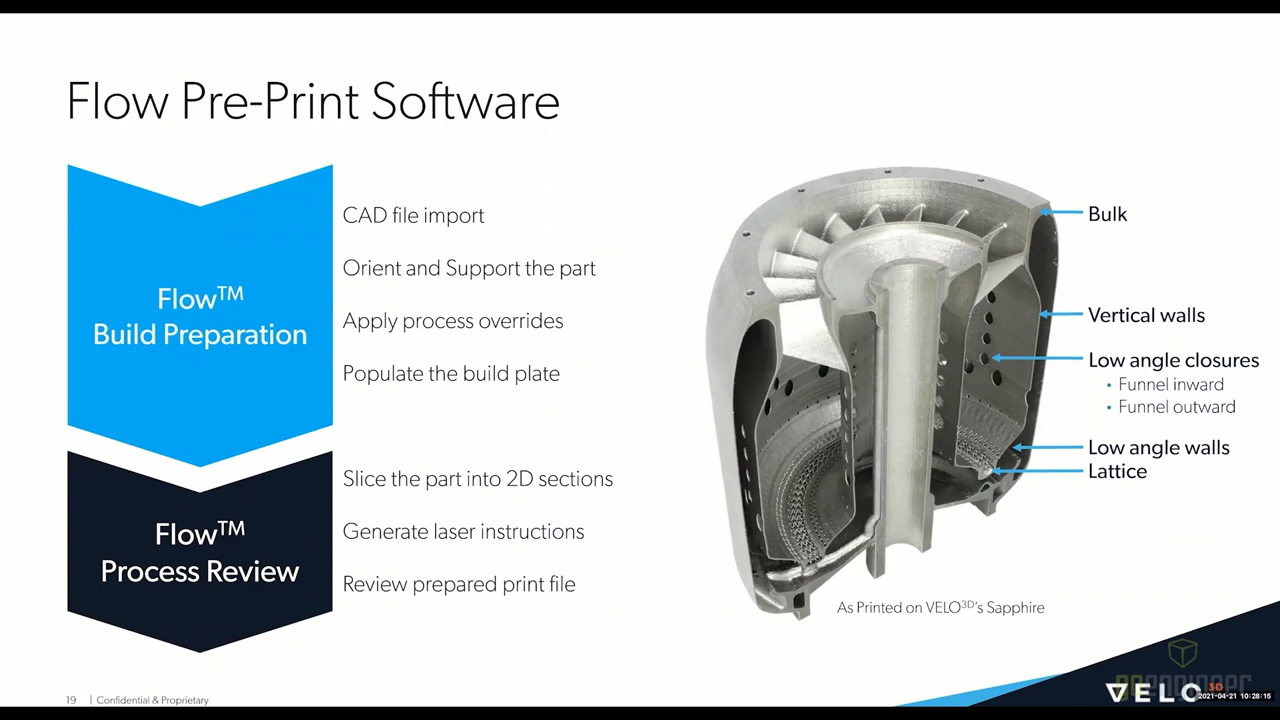 Flow Pre-Print Software
Flow™
Build Preparation
CAD file import
Orient and Support the part
Apply process overrides
Populate the build plate
Flow™
Process Review
Slice the part into 2D sections
Generate laser instructions
Review prepared print file
Bulk
Vertical walls
Low angle closures
• Funnel inward
• Funnel outward
Low angle walls
Lattice
As Printed on VELO3D's Sapphire
19 | Confidential & Proprietary
VELO 3D
2021-04-21 10:28:15